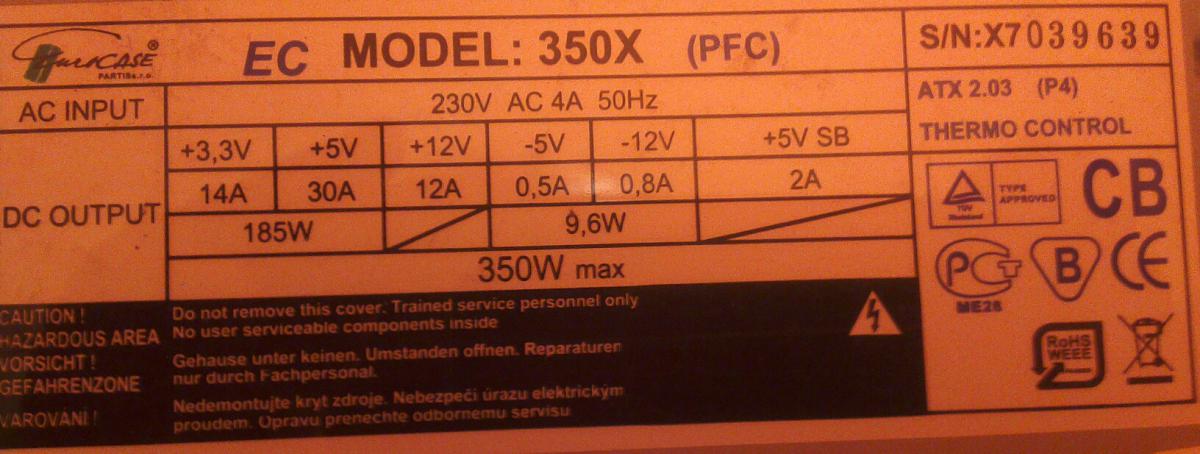 EuroCASE®
PARTIS s.r.o.
EC MODEL: 350X (PFC)
S/N:X7039639
AC INPUT
230V AC 4A 50Hz
ATX 2.03 (P4)
THERMO CONTROL
DC OUTPUT
+3,3V +5V +12V -5V -12V +5V SB
14A 30A 12A 0,5A 0,8A 2A
185W 9,6W
350W max
TÜV
Rheinland
TYPE
APPROVED
CB
PCT
ME28
B
CE
RoHS
WEEE
CAUTION !
HAZARDOUS AREA
Do not remove this cover. Trained service personnel only
No user serviceable components inside
VORSICHT !
GEFAHRENZONE
Gehause unter keinen. Umstanden offnen. Reparaturen
nur durch Fachpersonal.
VAROVÁNÍ !
Nedemontujte kryt zdroje. Nebezpečí úrazu elektrickým
proudem. Opravu prenechte odbornemu servisu